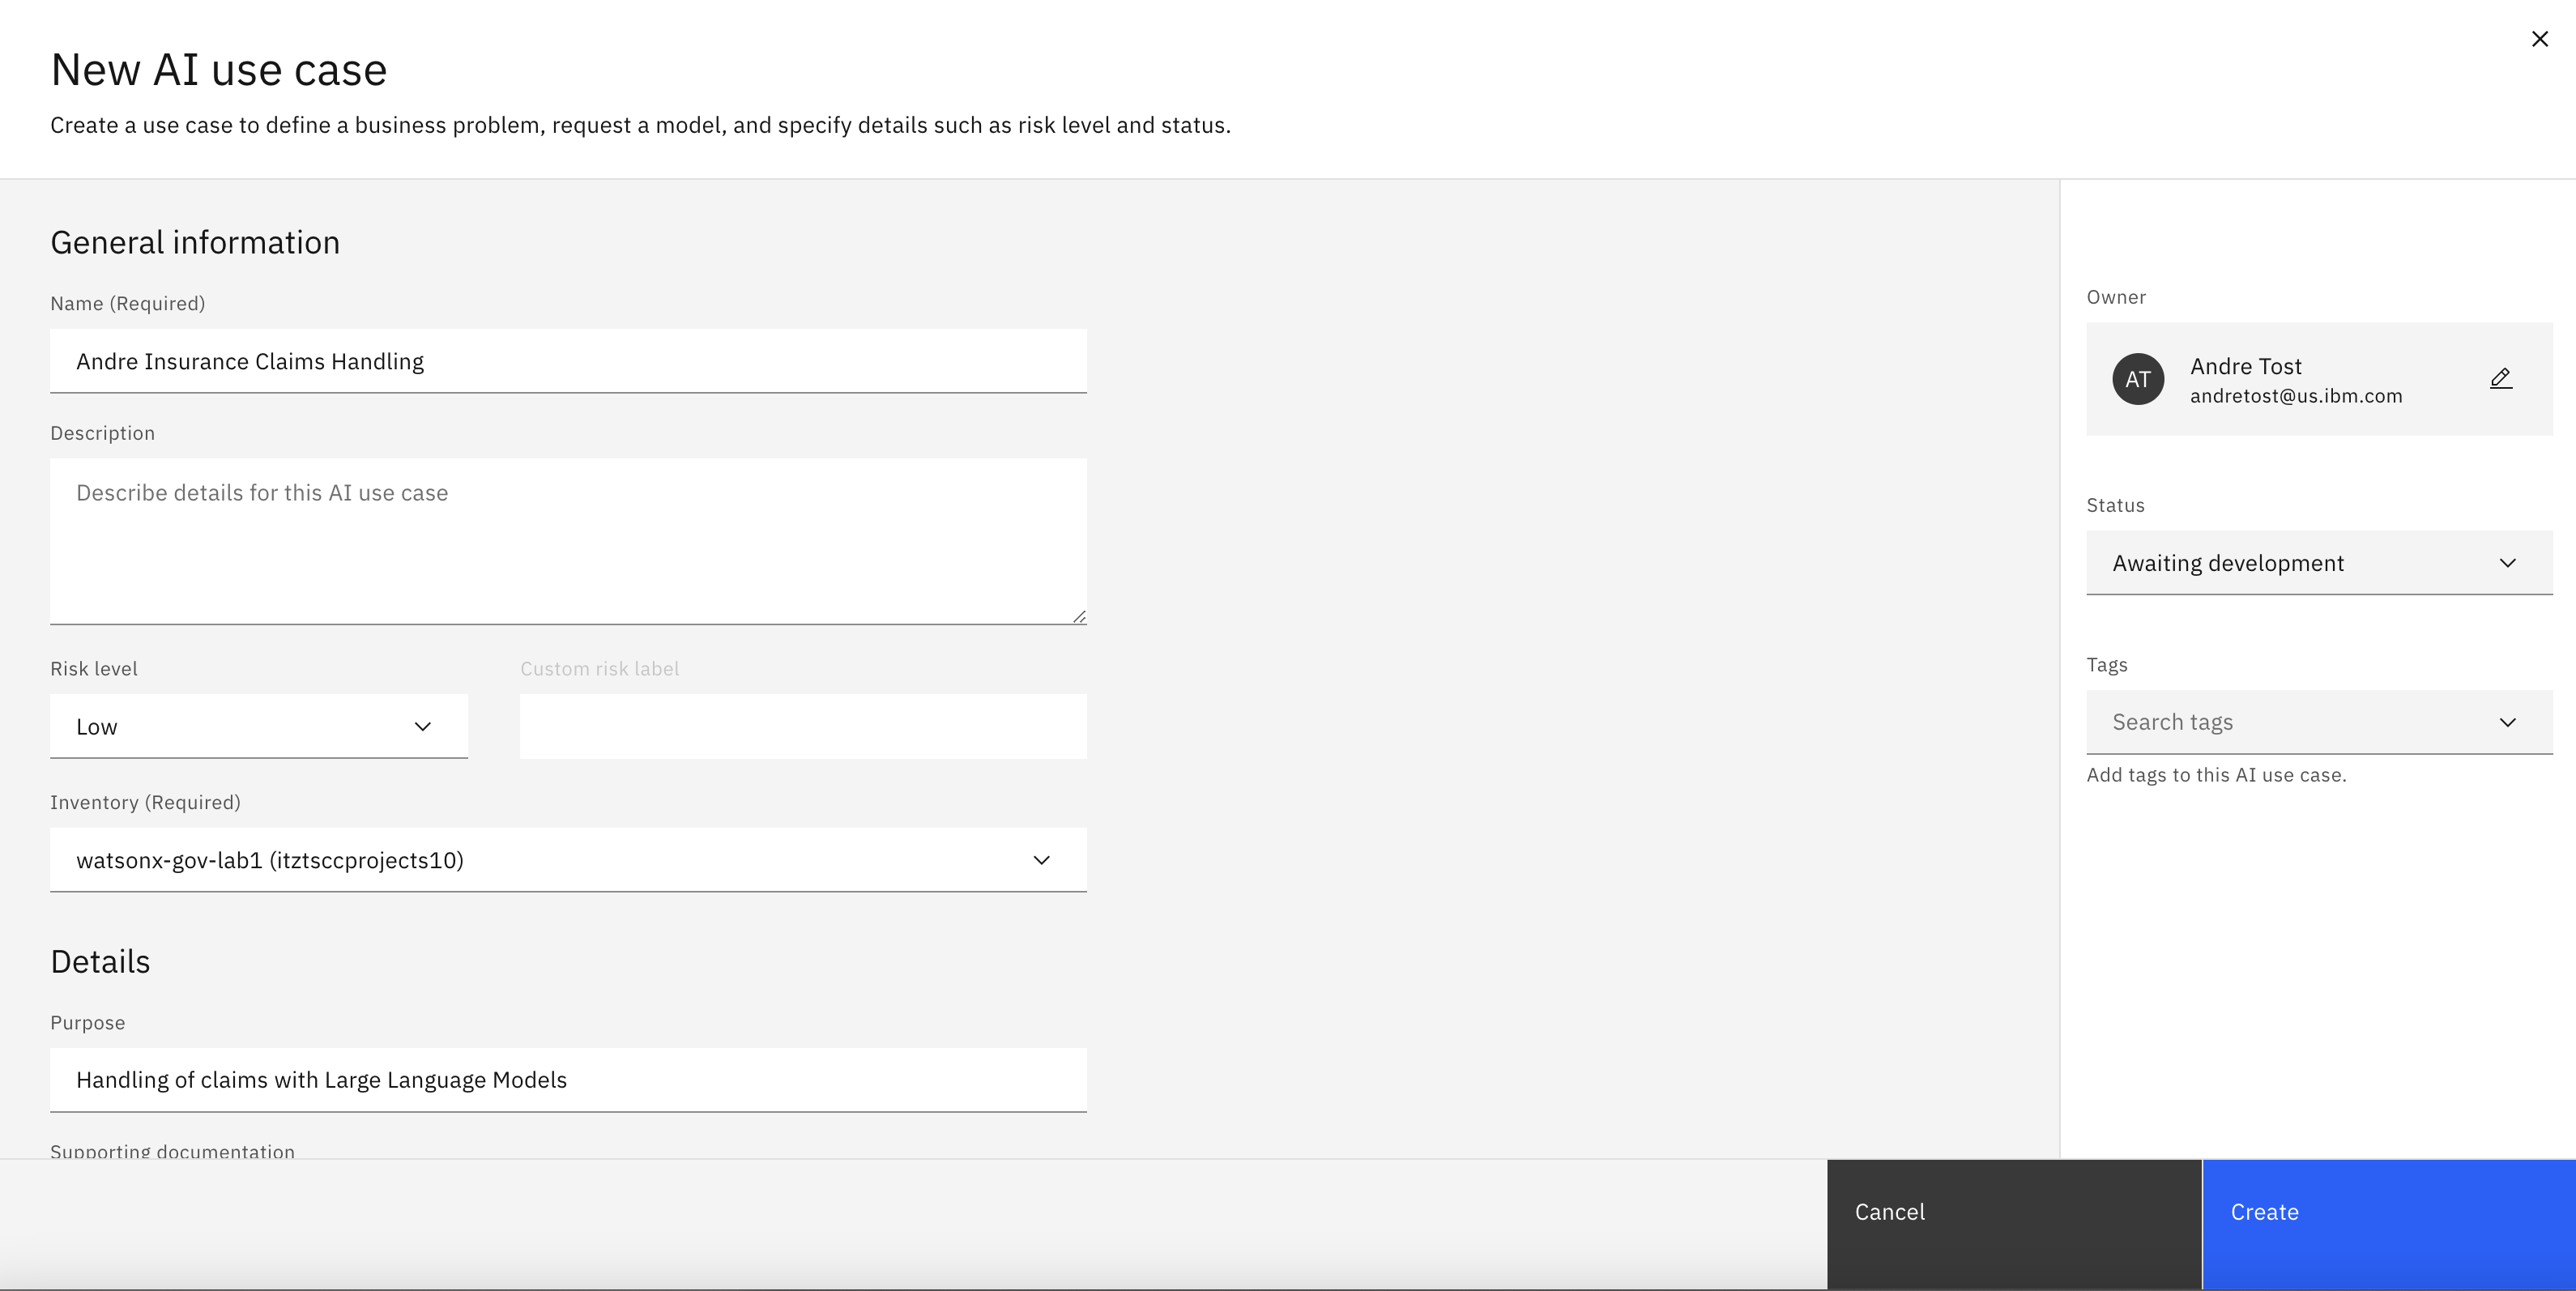 New AI use case
Create a use case to define a business problem, request a model, and specify details such as risk level and status.
General information
Name (Required)
Andre Insurance Claims Handling
Description
Describe details for this AI use case
Risk level
Custom risk label
Low
Inventory (Required)
watsonx-gov-lab1 (itztsccprojects10)
Details
Purpose
Handling of claims with Large Language Models
Supporting documentation
Owner
AT
Andre Tost
andretost@us.ibm.com
Status
Awaiting development
Tags
Search tags
Add tags to this AI use case.
Cancel
Create